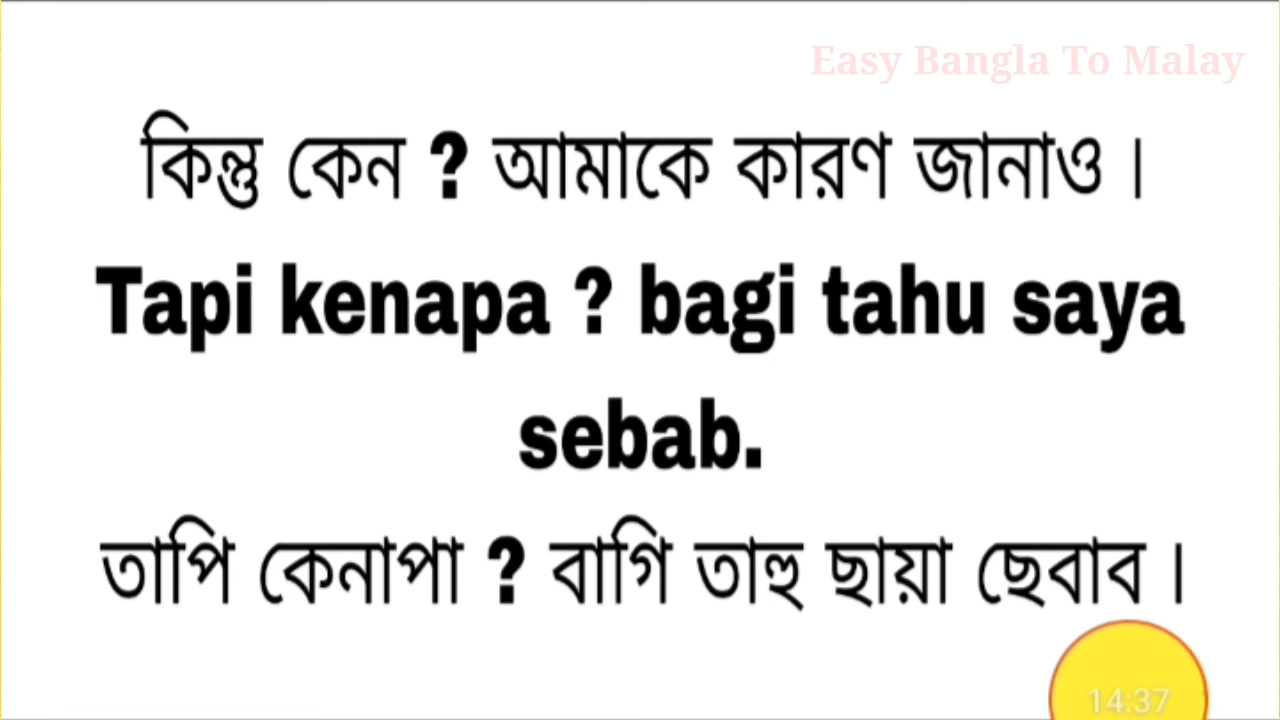 Easy Bangla To Malay
কিন্তু কেন ? আমাকে কারণ জানাও ।
Tapi kenapa ? bagi tahu saya
sebab.
তাপি কেনাপা ? বাগি তাহু ছায়া ছেবাব ।
14:37